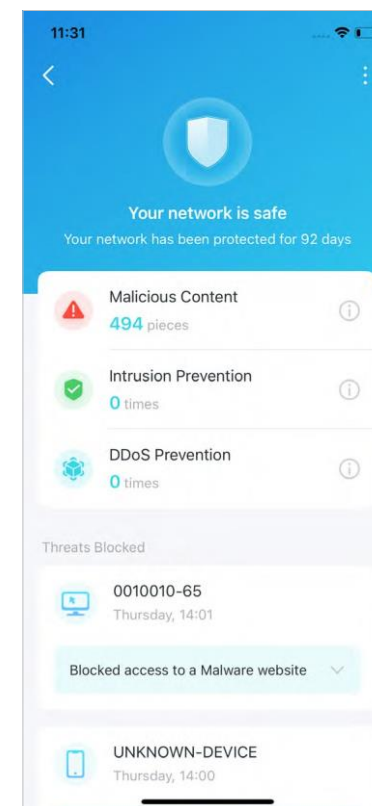 11:31
Your network is safe
Your network has been protected for 92 days
Malicious Content
494 pieces
Intrusion Prevention
0 times
DDoS Prevention
0 times
Threats Blocked
0010010-65
Thursday, 14:01
Blocked access to a Malware website
UNKNOWN-DEVICE
Thursday, 14:00